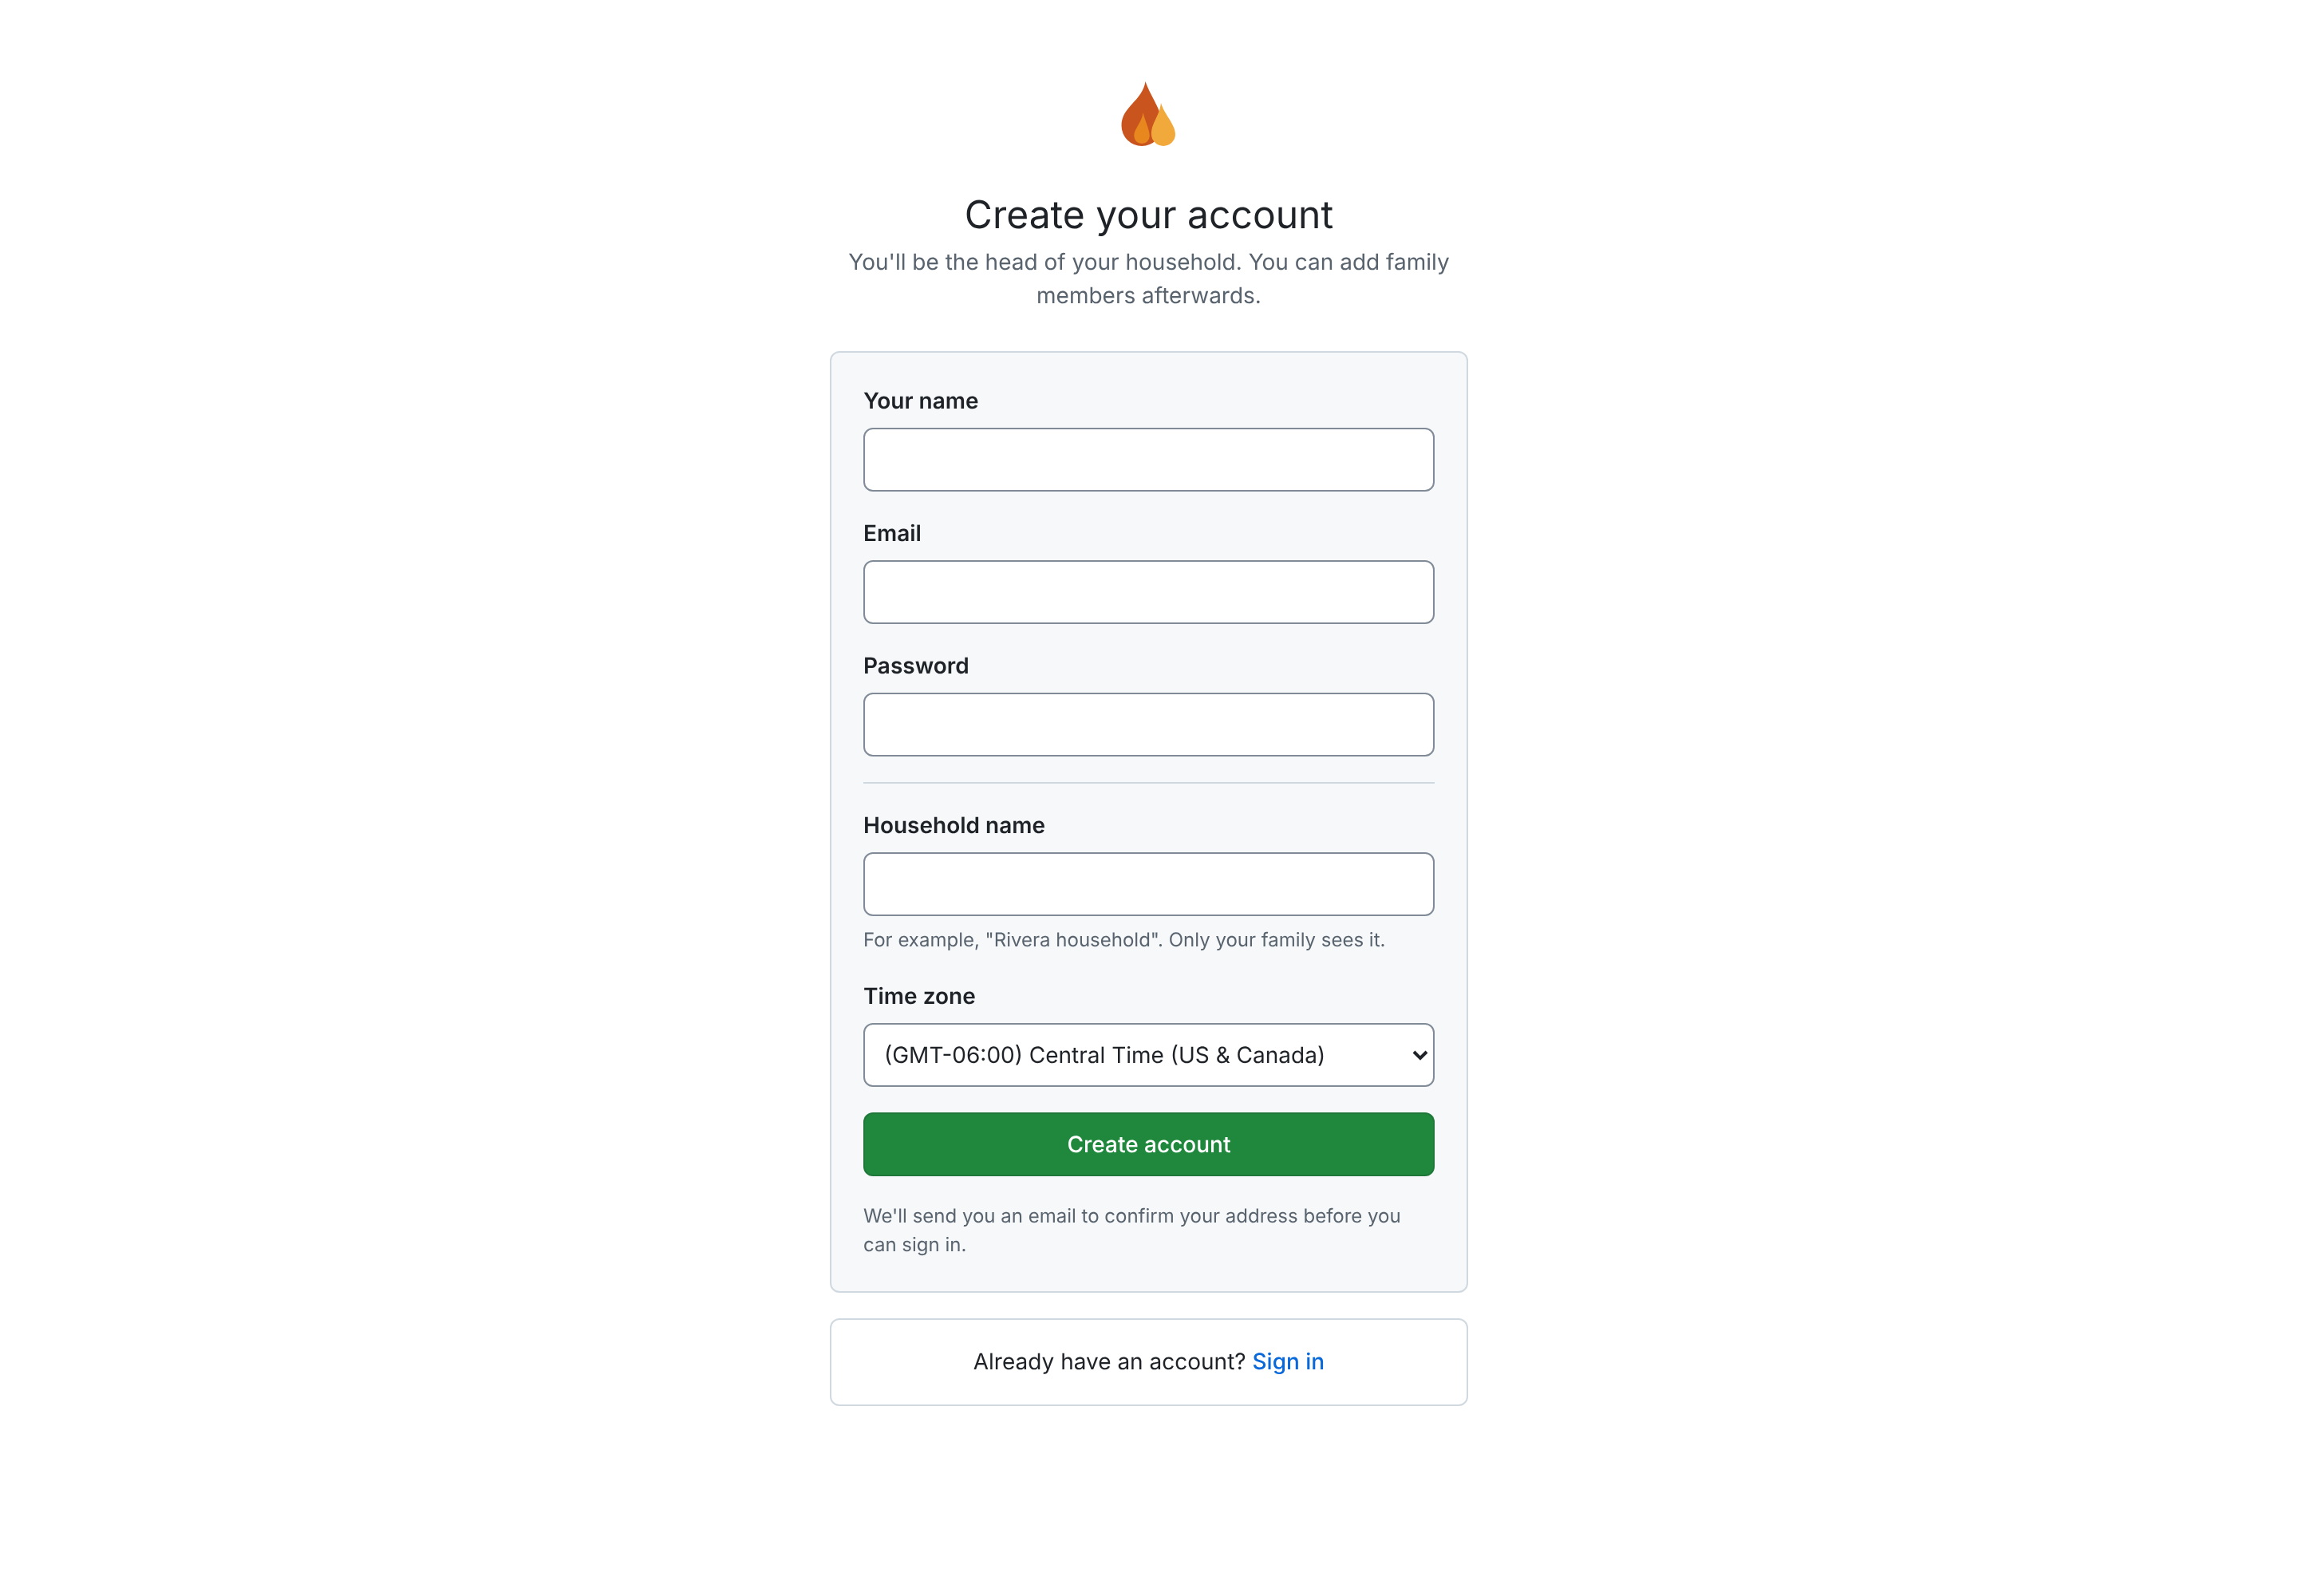 Create your account
You'll be the head of your household. You can add family
members afterwards.
Your name
Email
Password
Household name
For example, "Rivera household". Only your family sees it.
Time zone
(GMT-06:00) Central Time (US & Canada)
Create account
We'll send you an email to confirm your address before you
can sign in.
Already have an account? Sign in